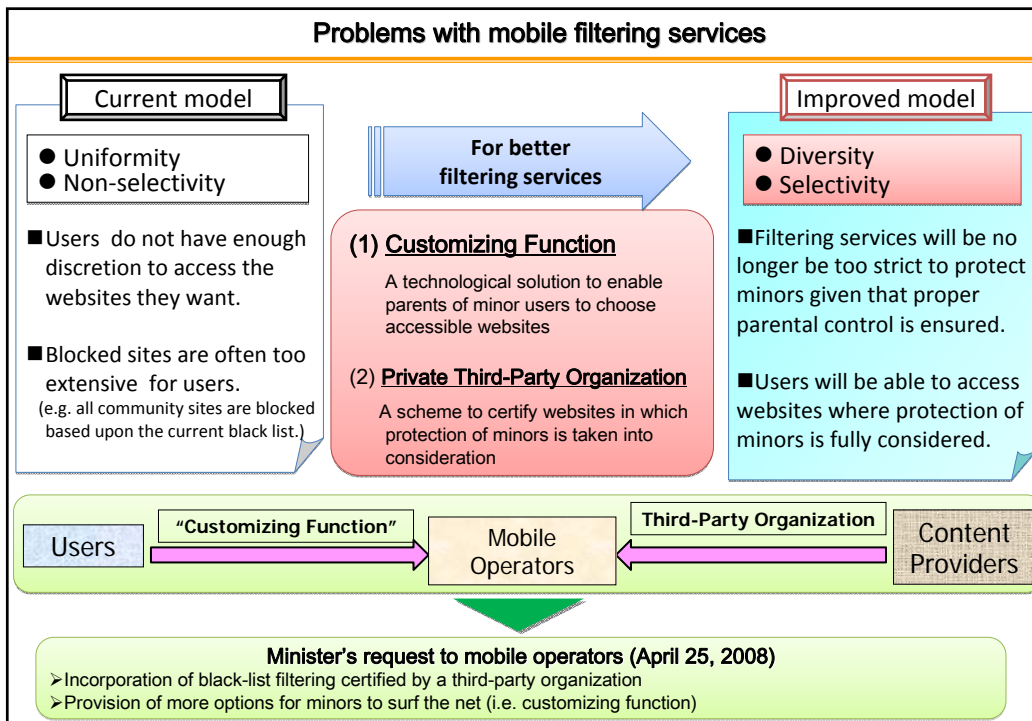 Problems with mobile filtering services
Current model
● Uniformity
● Non-selectivity
■Users do not have enough
discretion to access the
websites they want.
■Blocked sites are often too
extensive for users.
(e.g. all community sites are blocked
based upon the current black list.)
For better
filtering services
(1) Customizing Function
A technological solution to enable
parents of minor users to choose
accessible websites
(2) Private Third-Party Organization
A scheme to certify websites in which
protection of minors is taken into
consideration
Improved model
● Diversity
● Selectivity
■Filtering services will be no
longer be too strict to protect
minors given that proper
parental control is ensured.
■Users will be able to access
websites where protection of
minors is fully considered.
Users
“Customizing Function”
Mobile
Operators
Third-Party Organization
Content
Providers
Minister’s request to mobile operators (April 25, 2008)
➢Incorporation of black-list filtering certified by a third-party organization
➢Provision of more options for minors to surf the net (i.e. customizing function)